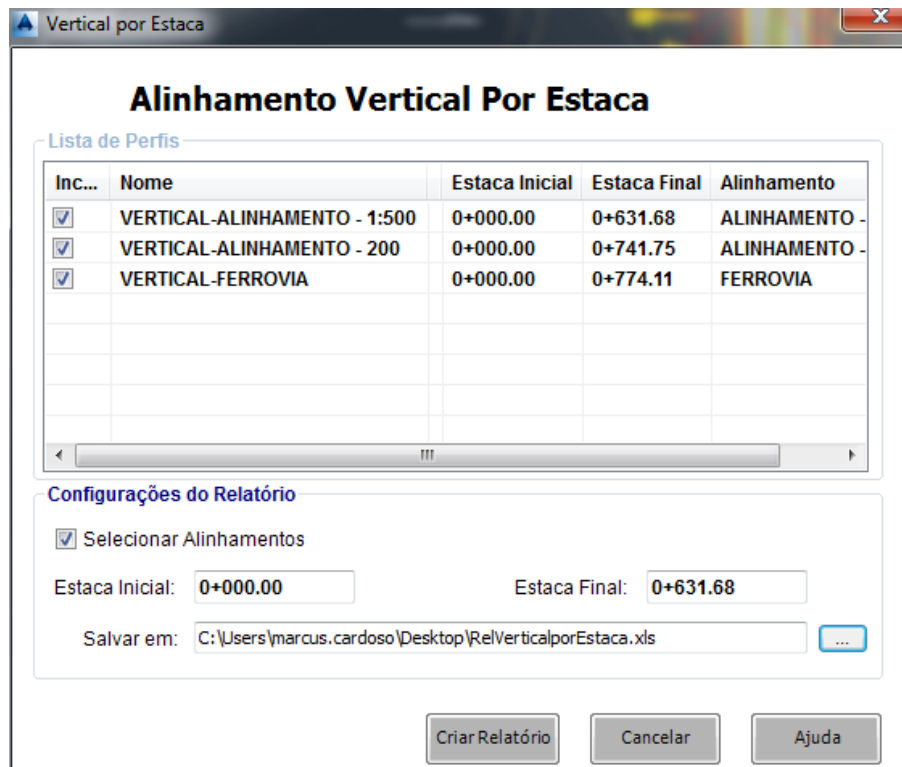 Vertical por Estaca
Alinhamento Vertical Por Estaca
Lista de Perfis
Inc... Nome Estaca Inicial Estaca Final Alinhamento
VERTICAL-ALINHAMENTO - 1:500 0+000.00 0+631.68 ALINHAMENTO -
VERTICAL-ALINHAMENTO - 200 0+000.00 0+741.75 ALINHAMENTO -
VERTICAL-FERROVIA 0+000.00 0+774.11 FERROVIA
Configurações do Relatório
Selecionar Alinhamentos
Estaca Inicial: 0+000.00 Estaca Final: 0+631.68
Salvar em: C:\Users\marcus.cardoso\Desktop\RelVerticalporEstaca.xls ...
Criar Relatório Cancelar Ajuda